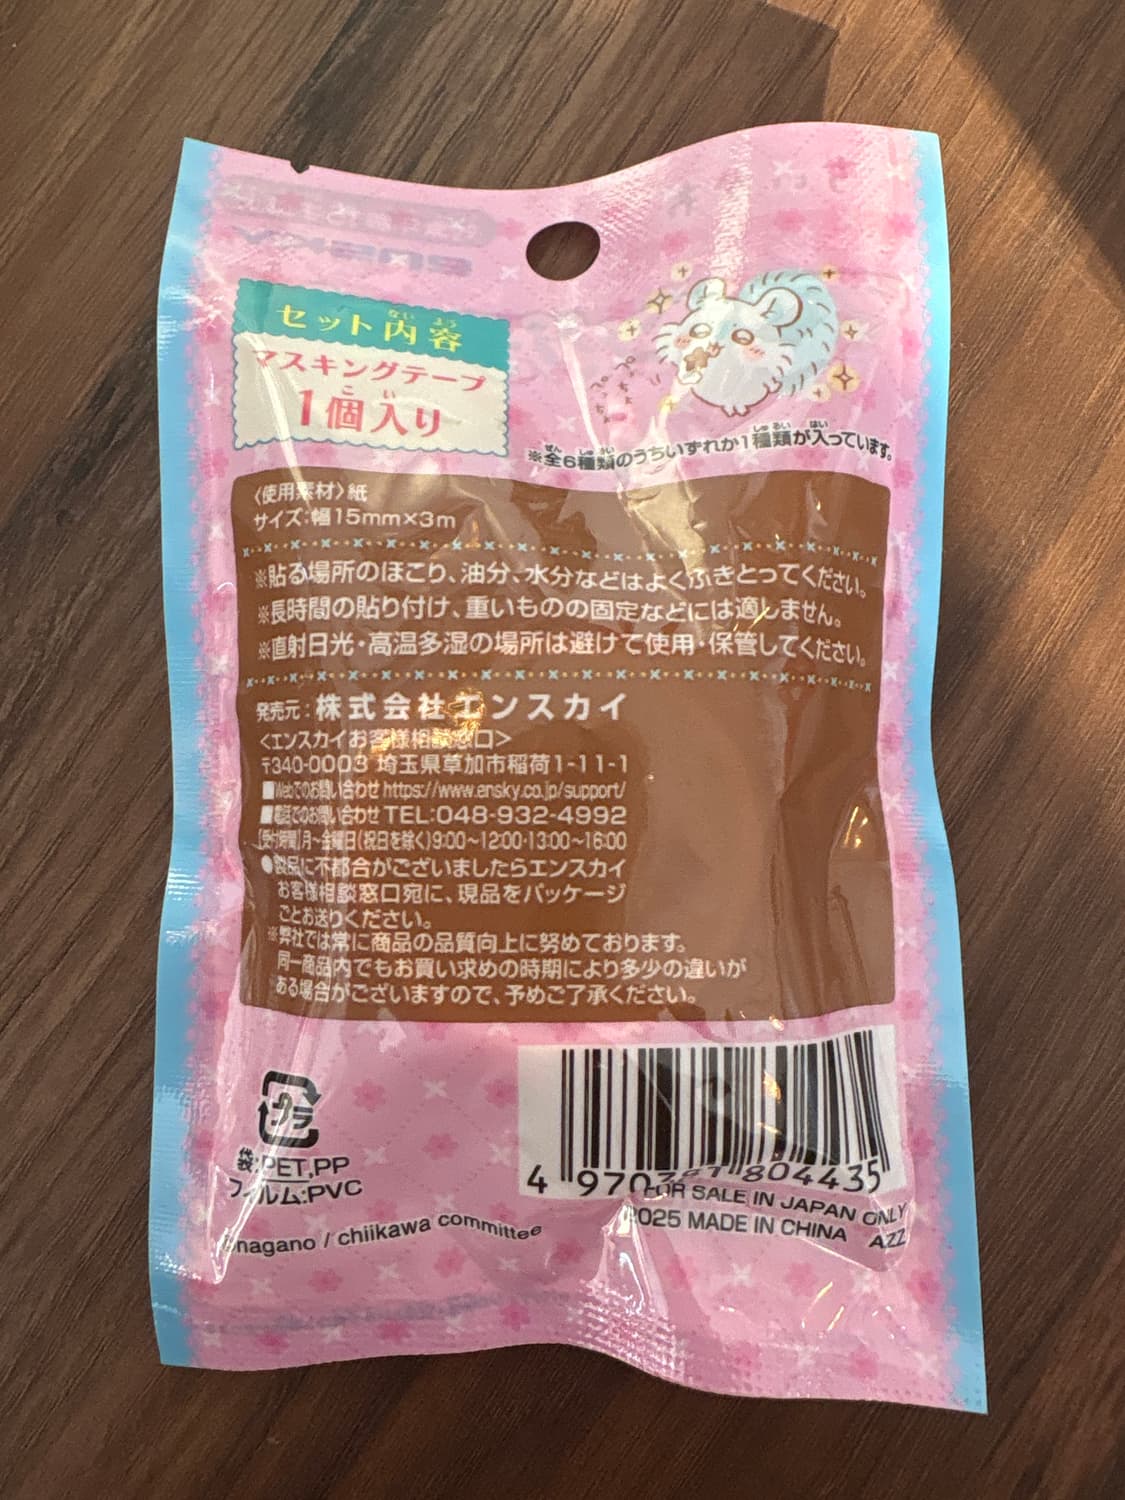 セット内容
マスキングテープ
1個入り
※全6種類のうちいずれか1種類が入っています。
〈使用素材〉紙
サイズ:幅15mm×3m
※貼る場所のほこり、油分、水分などはよくふきとってください。
※長時間の貼り付け、重いものの固定などには適しません。
※直射日光・高温多湿の場所は避けて使用・保管してください。
発売元:株式会社エンスカイ
<エンスカイお客様相談窓口>
〒340-0003 埼玉県草加市稲荷1-11-1
■Webでのお問い合わせ https://www.ensky.co.jp/support/
■電話でのお問い合わせ TEL:048-932-4992
【受付時間】月~金曜日(祝日を除く)9:00~12:00・13:00~16:00
●製品に不都合がございましたらエンスカイ
お客様相談窓口宛に、現品をパッケージ
ごとお送りください。
※弊社では常に商品の品質向上に努めております。
同一商品内でもお買い求めの時期により多少の違いが
ある場合がございますので、予めご了承ください。
プラ
袋:PET,PP
フィルム:PVC
nagano / chiikawa committee
4 970381 804435
FOR SALE IN JAPAN ONLY
2025 MADE IN CHINA AZZ